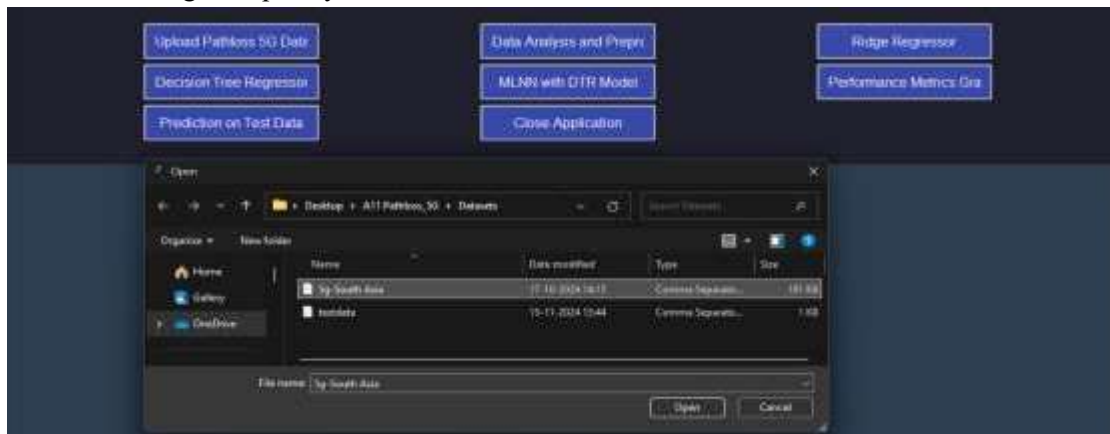 Upload Pathloss 5G Data
Data Analysis and Prepro
Ridge Regressor
Decision Tree Regressor
MLNN with DTR Model
Performance Metrics Gra
Prediction on Test Data
Close Application
Open
Desktop › A11 Pathloss_5G › Datasets
Organize
New folder
Name
Date modified
Type
Size
Home
Gallery
OneDrive
5g-South Asia
Comma Separate...
testdata
19-11-2024 15:44
Comma Separate...
1 KB
File name:
5g-South Asia
Open
Cancel